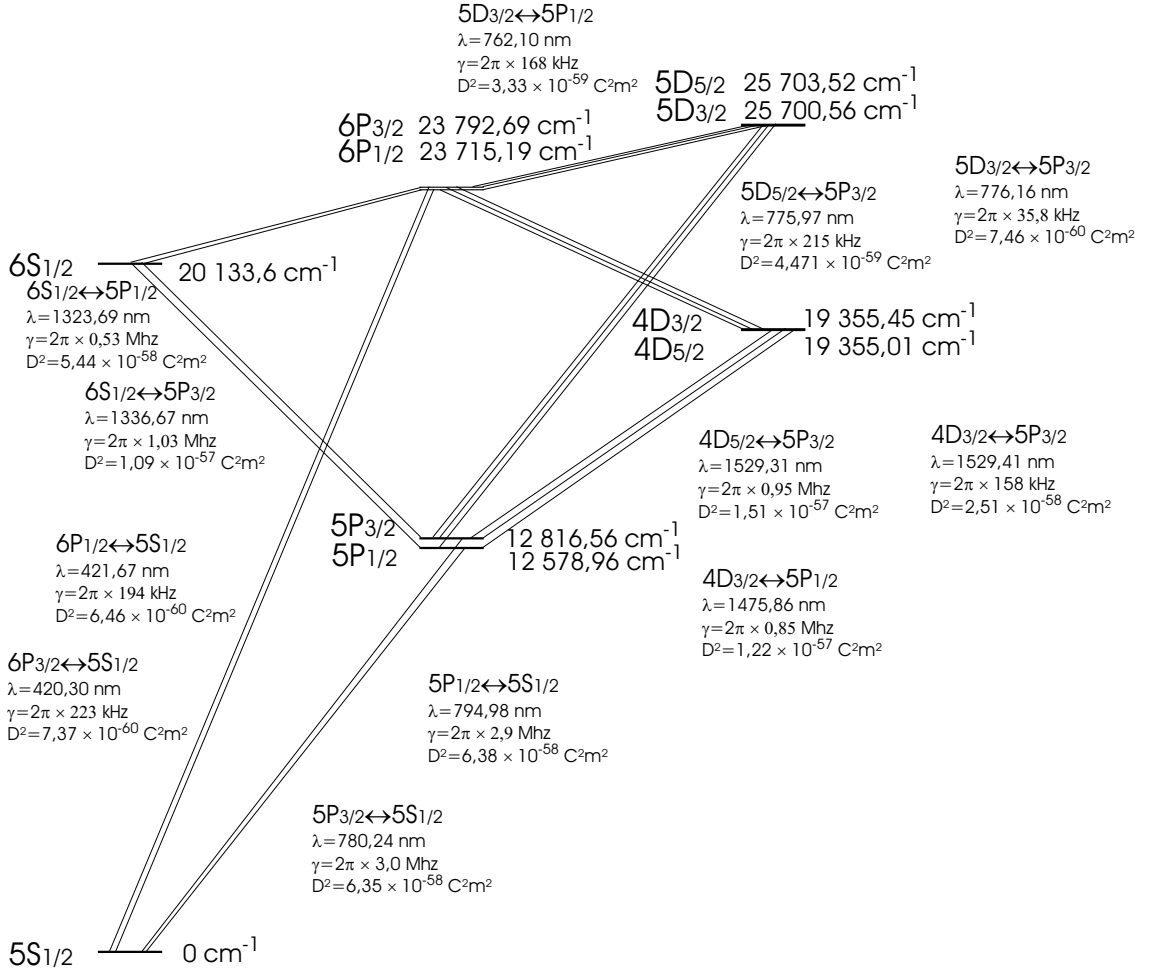 5D3/2↔5P1/2
λ=762,10 nm
γ=2π × 168 kHz
D²=3,33 × 10⁻⁵⁹ C²m²
5D5/2 25 703,52 cm⁻¹
5D3/2 25 700,56 cm⁻¹
6P3/2 23 792,69 cm⁻¹
6P1/2 23 715,19 cm⁻¹
5D3/2↔5P3/2
λ=776,16 nm
γ=2π × 35,8 kHz
D²=7,46 × 10⁻⁶⁰ C²m²
5D5/2↔5P3/2
λ=775,97 nm
γ=2π × 215 kHz
D²=4,471 × 10⁻⁵⁹ C²m²
6S1/2 20 133,6 cm⁻¹
6S1/2↔5P1/2
λ=1323,69 nm
γ=2π × 0,53 Mhz
D²=5,44 × 10⁻⁵⁸ C²m²
4D3/2 19 355,45 cm⁻¹
4D5/2 19 355,01 cm⁻¹
6S1/2↔5P3/2
λ=1336,67 nm
γ=2π × 1,03 Mhz
D²=1,09 × 10⁻⁵⁷ C²m²
4D5/2↔5P3/2
λ=1529,31 nm
γ=2π × 0,95 Mhz
D²=1,51 × 10⁻⁵⁷ C²m²
4D3/2↔5P3/2
λ=1529,41 nm
γ=2π × 158 kHz
D²=2,51 × 10⁻⁵⁸ C²m²
5P3/2 12 816,56 cm⁻¹
5P1/2 12 578,96 cm⁻¹
6P1/2↔5S1/2
λ=421,67 nm
γ=2π × 194 kHz
D²=6,46 × 10⁻⁶⁰ C²m²
4D3/2↔5P1/2
λ=1475,86 nm
γ=2π × 0,85 Mhz
D²=1,22 × 10⁻⁵⁷ C²m²
6P3/2↔5S1/2
λ=420,30 nm
γ=2π × 223 kHz
D²=7,37 × 10⁻⁶⁰ C²m²
5P1/2↔5S1/2
λ=794,98 nm
γ=2π × 2,9 Mhz
D²=6,38 × 10⁻⁵⁸ C²m²
5P3/2↔5S1/2
λ=780,24 nm
γ=2π × 3,0 Mhz
D²=6,35 × 10⁻⁵⁸ C²m²
5S1/2 0 cm⁻¹